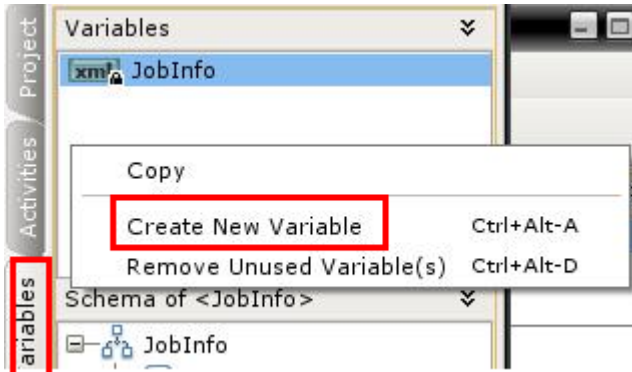 Project
Activities
ariables
Variables
xml JobInfo
Copy
Create New Variable Ctrl+Alt-A
Remove Unused Variable(s) Ctrl+Alt-D
Schema of <JobInfo>
JobInfo